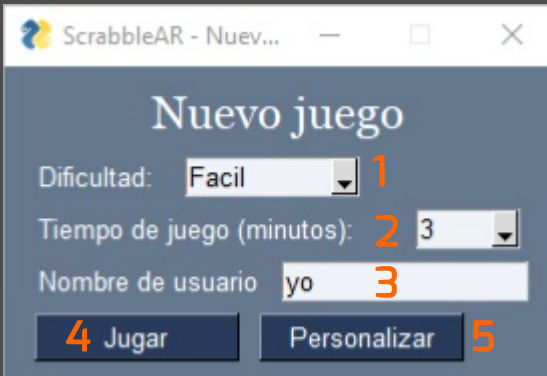 ScrabbleAR - Nuev...
Nuevo juego
Dificultad: Facil 1
Tiempo de juego (minutos): 2 3
Nombre de usuario yo 3
4 Jugar Personalizar 5